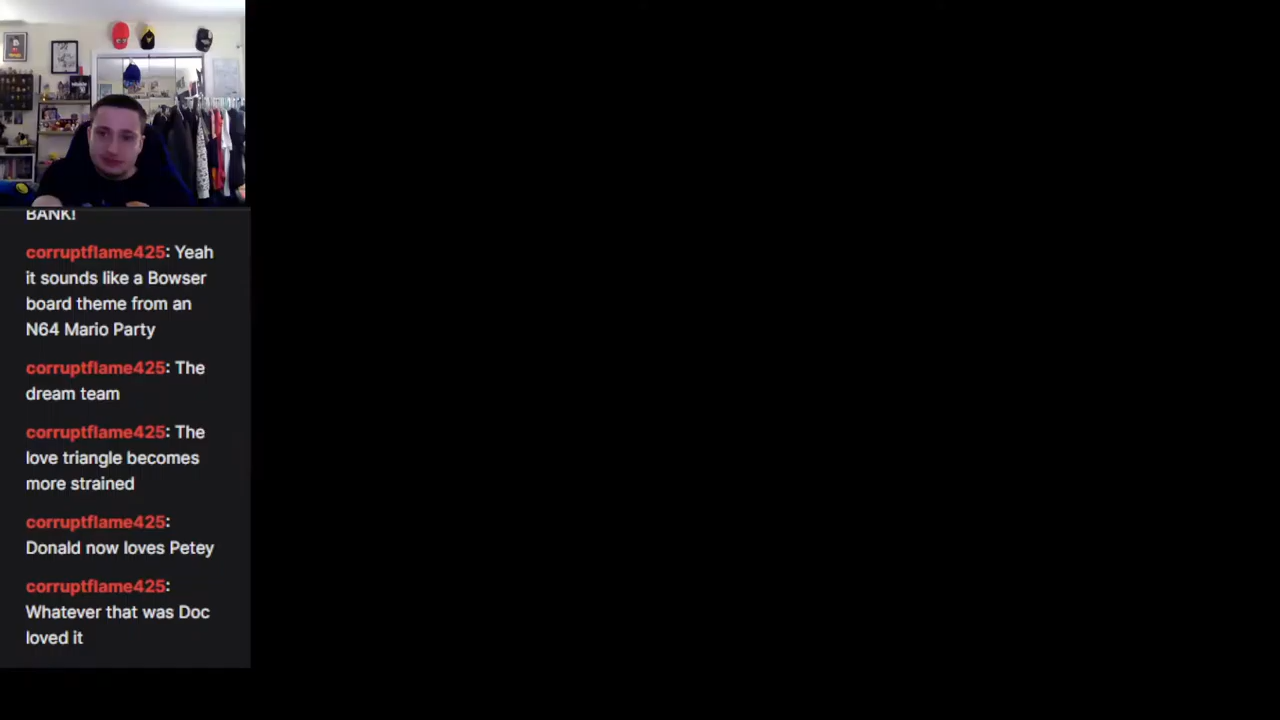 BANK!
corruptflame425: Yeah
it sounds like a Bowser
board theme from an
N64 Mario Party
corruptflame425: The
dream team
corruptflame425: The
love triangle becomes
more strained
corruptflame425:
Donald now loves Petey
corruptflame425:
Whatever that was Doc
loved it